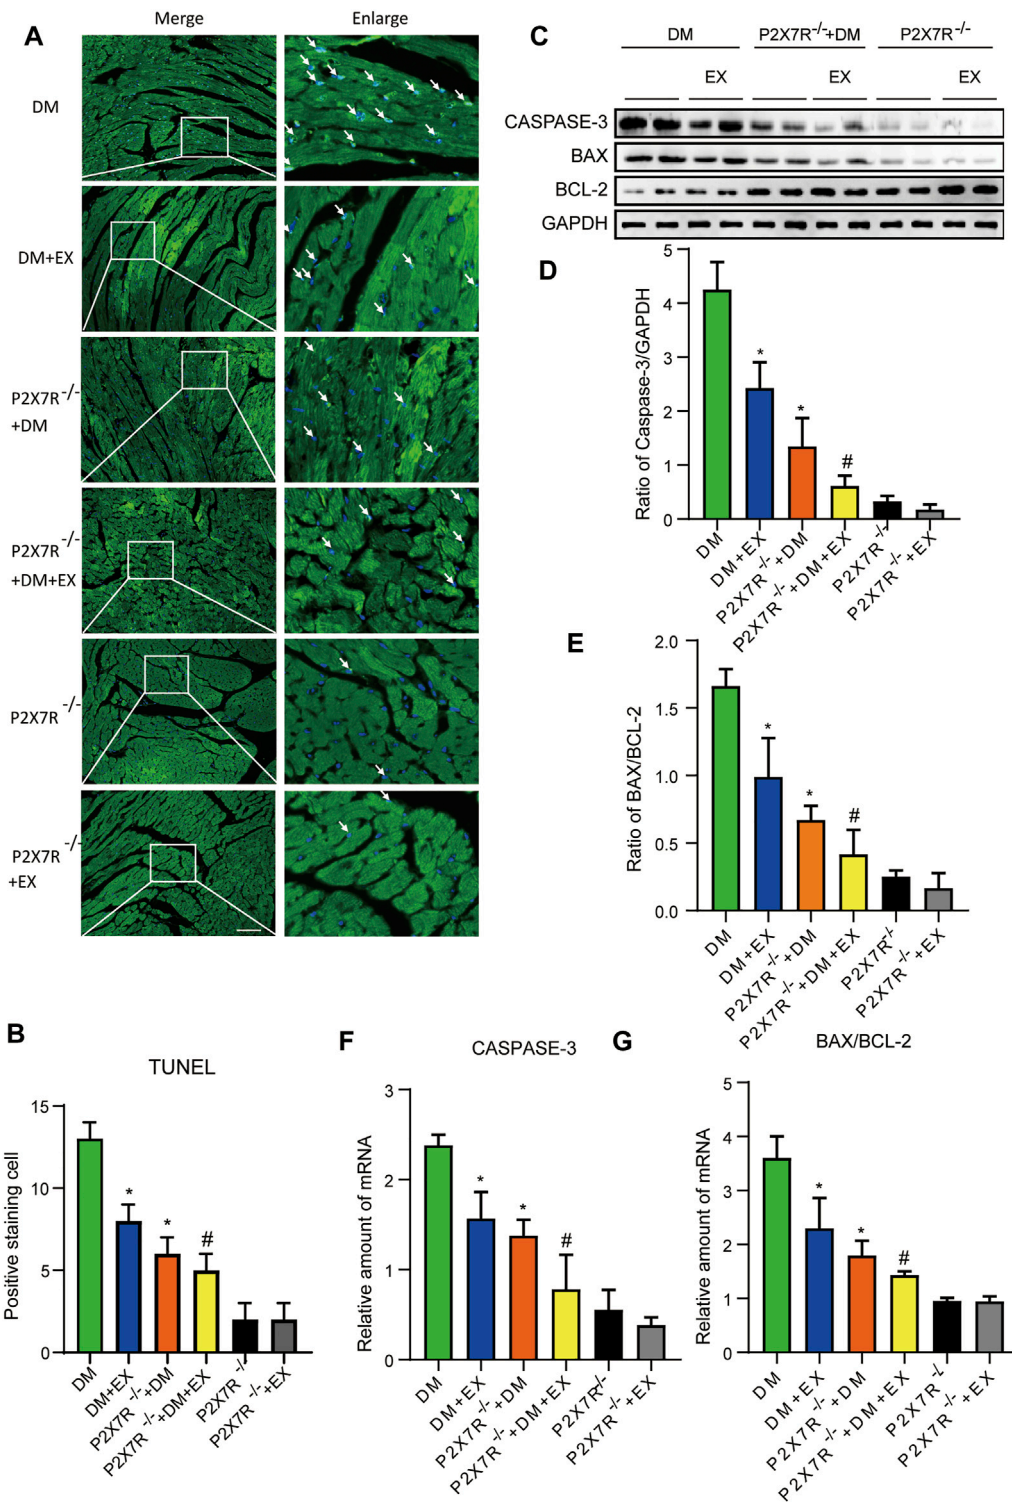 A
Merge
Enlarge
DM
DM+EX
P2X7R-/-
+DM
P2X7R-/-
+DM+EX
P2X7R-/-
P2X7R-/-
+EX
C
DM
P2X7R-/-+DM
P2X7R-/-
EX
EX
EX
CASPASE-3
BAX
BCL-2
GAPDH
D
Ratio of Caspase-3/GAPDH
5
4
3
2
1
0
*
*
#
DM
DM+EX
P2X7R-/-+DM
P2X7R-/-+DM+EX
P2X7R-/-
P2X7R-/-+EX
E
Ratio of BAX/BCL-2
2.0
1.5
1.0
0.5
0.0
*
*
#
DM
DM+EX
P2X7R-/-+DM
P2X7R-/-+DM+EX
P2X7R-/-
P2X7R-/-+EX
B
TUNEL
Positive staining cell
15
10
5
0
*
*
#
DM
DM+EX
P2X7R-/-+DM
P2X7R-/-+DM+EX
P2X7R-/-
P2X7R-/-+EX
F
CASPASE-3
Relative amount of mRNA
3
2
1
0
*
*
#
DM
DM+EX
P2X7R-/-+DM
P2X7R-/-+DM+EX
P2X7R-/-
P2X7R-/-+EX
G
BAX/BCL-2
Relative amount of mRNA
5
4
3
2
1
0
*
*
#
DM
DM+EX
P2X7R-/-+DM
P2X7R-/-+DM+EX
P2X7R-/-
P2X7R-/-+EX